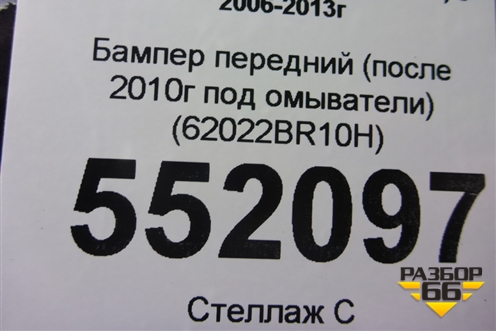 2006-2013г
Бампер передний (после
2010г под омыватели)
(62022BR10H)
552097
Стеллаж С
РАЗБОР
66